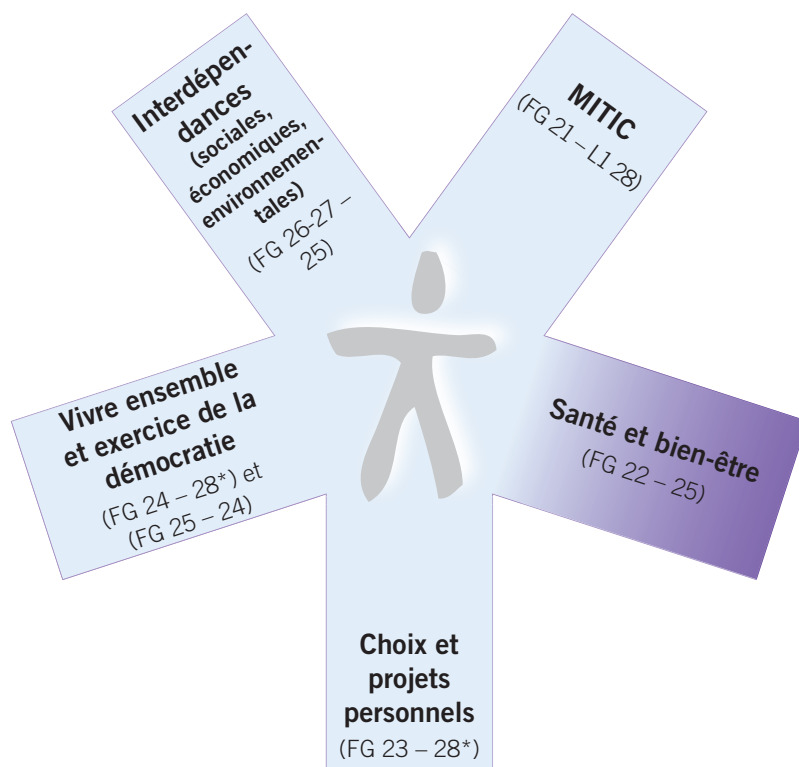 Interdépen-
dances
(sociales,
économiques,
environnemen-
tales)
(FG 26-27 –
25)
MITIC
(FG 21 – L1 28)
Vivre ensemble
et exercice de la
démocratie
(FG 24 – 28*) et
(FG 25 – 24)
Santé et bien-être
(FG 22 – 25)
Choix et
projets
personnels
(FG 23 – 28*)